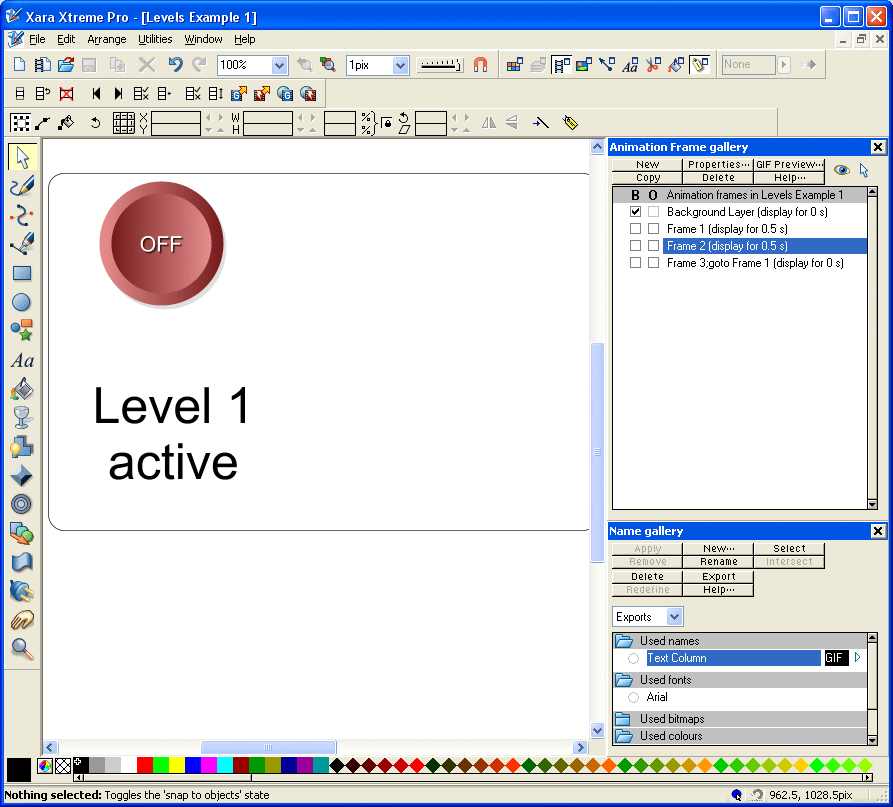 Xara Xtreme Pro - [Levels Example 1]
File Edit Arrange Utilities Window Help
100% 1pix None
X Y W H
OFF
Level 1
active
Animation Frame gallery
New Properties... GIF Preview...
Copy Delete Help...
B O Animation frames in Levels Example 1
Background Layer (display for 0 s)
Frame 1 (display for 0.5 s)
Frame 2 (display for 0.5 s)
Frame 3;goto Frame 1 (display for 0 s)
Name gallery
Apply New... Select
Remove Rename Intersect
Delete Export
Redefine Help...
Exports
Used names
Text Column GIF
Used fonts
Arial
Used bitmaps
Used colours
Nothing selected: Toggles the 'snap to objects' state
962.5, 1028.5pix